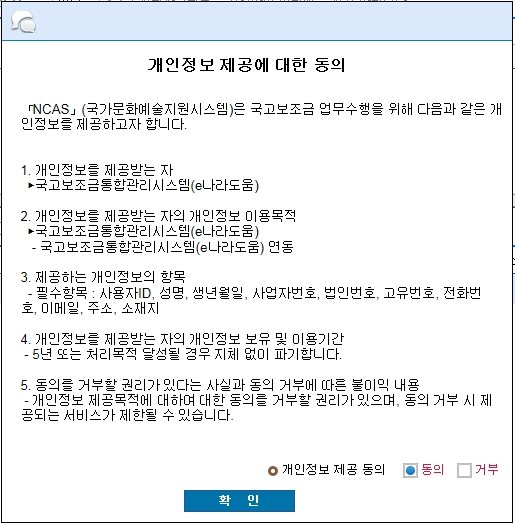 개인정보 제공에 대한 동의
「NCAS」(국가문화예술지원시스템)은 국고보조금 업무수행을 위해 다음과 같은 개
인정보를 제공하고자 합니다.
1. 개인정보를 제공받는 자
▶국고보조금통합관리시스템(e나라도움)
2. 개인정보를 제공받는 자의 개인정보 이용목적
▶국고보조금통합관리시스템(e나라도움)
- 국고보조금통합관리시스템(e나라도움) 연동
3. 제공하는 개인정보의 항목
- 필수항목 : 사용자ID, 성명, 생년월일, 사업자번호, 법인번호, 고유번호, 전화번
호, 이메일, 주소, 소재지
4. 개인정보를 제공받는 자의 개인정보 보유 및 이용기간
- 5년 또는 처리목적 달성될 경우 지체 없이 파기합니다.
5. 동의를 거부할 권리가 있다는 사실과 동의 거부에 따른 불이익 내용
- 개인정보 제공목적에 대하여 대한 동의를 거부할 권리가 있으며, 동의 거부 시 제
공되는 서비스가 제한될 수 있습니다.
개인정보 제공 동의 동의 거부
확 인